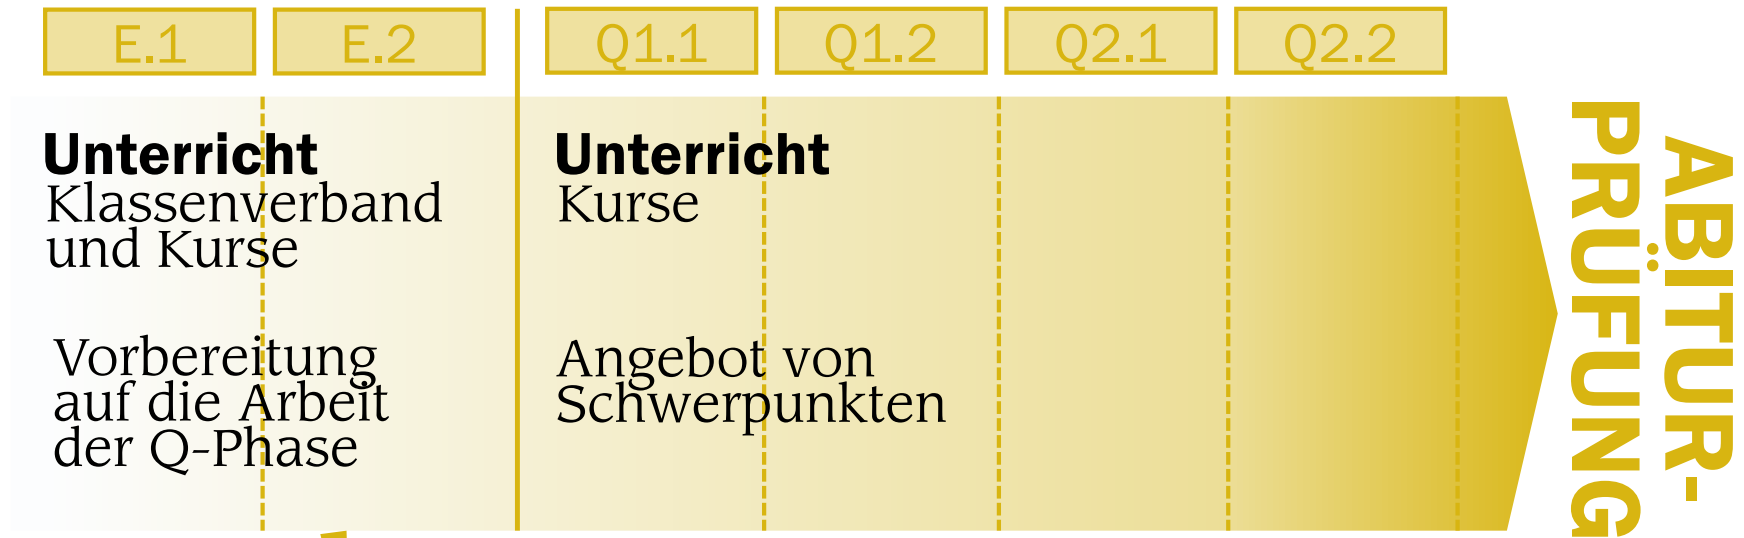 E.1
E.2
Q1.1
Q1.2
Q2.1
Q2.2
Unterricht
Klassenverband
und Kurse
Vorbereitung
auf die Arbeit
der Q-Phase
Unterricht
Kurse
Angebot von
Schwerpunkten
ABITUR-
PRÜFUNG